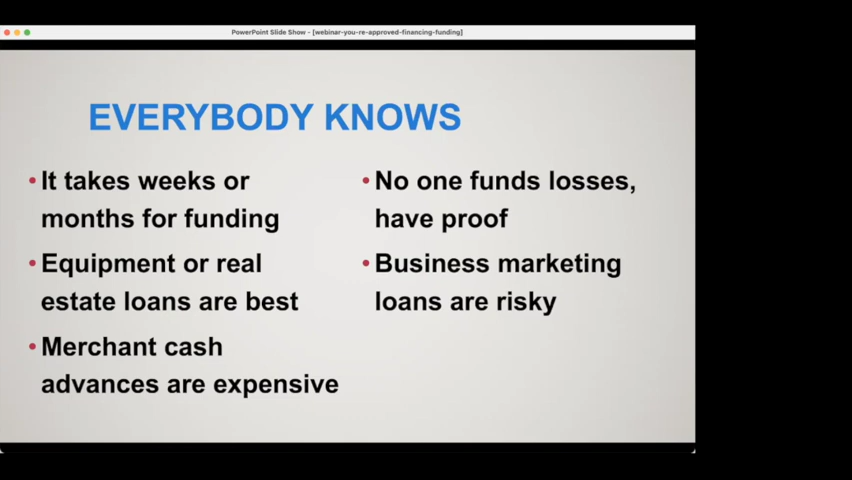 PowerPoint Slide Show - [webinar-you-re-approved-financing-funding]
EVERYBODY KNOWS
•It takes weeks or
months for funding
•Equipment or real
estate loans are best
•Merchant cash
advances are expensive
•No one funds losses,
have proof
•Business marketing
loans are risky